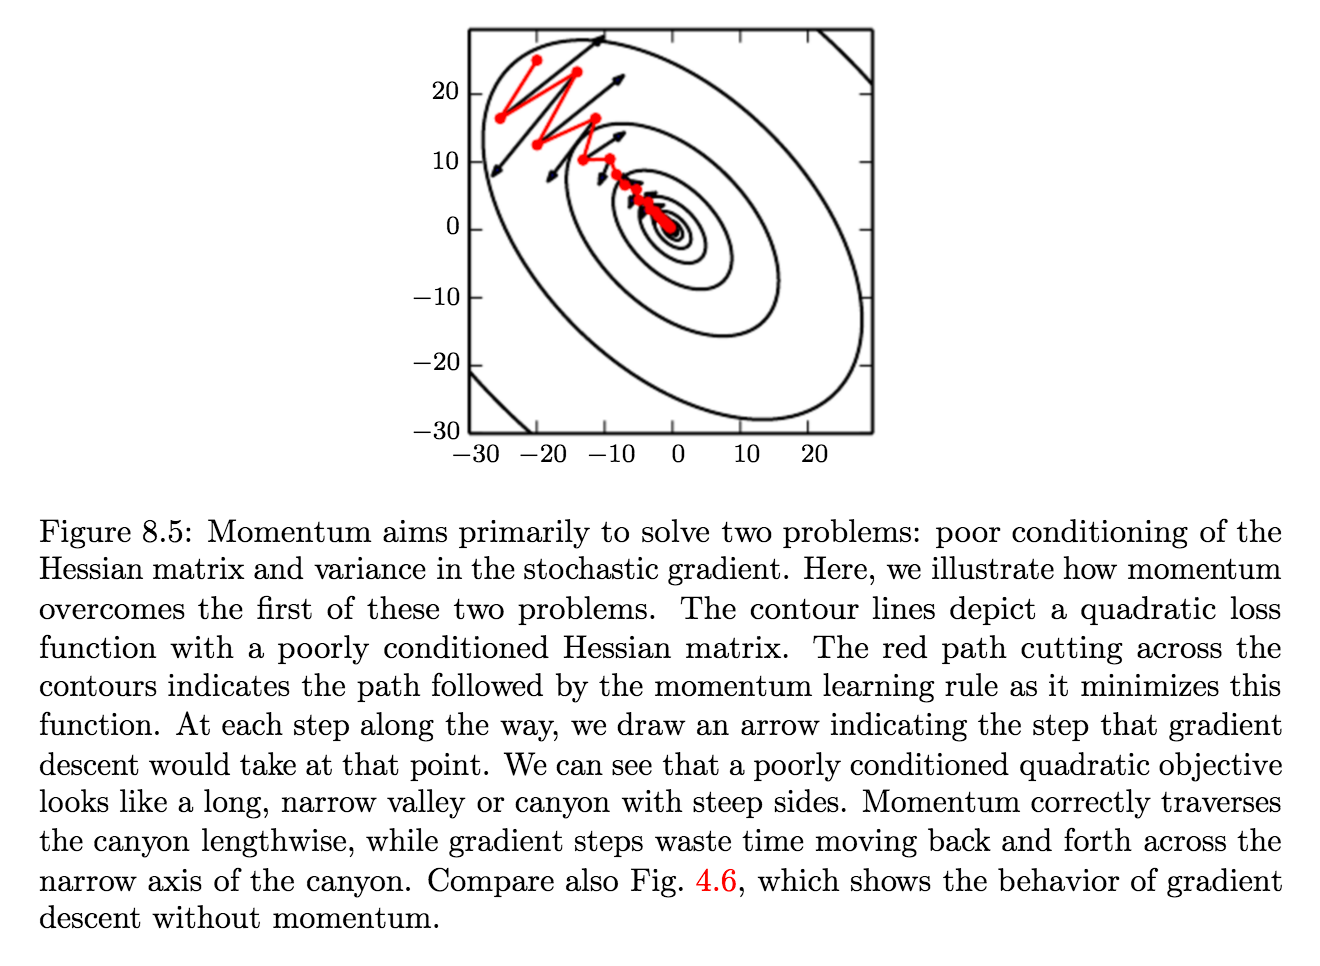 20
10
0
−10
−20
−30
−30 −20 −10 0 10 20
Figure 8.5: Momentum aims primarily to solve two problems: poor conditioning of the
Hessian matrix and variance in the stochastic gradient. Here, we illustrate how momentum
overcomes the first of these two problems. The contour lines depict a quadratic loss
function with a poorly conditioned Hessian matrix. The red path cutting across the
contours indicates the path followed by the momentum learning rule as it minimizes this
function. At each step along the way, we draw an arrow indicating the step that gradient
descent would take at that point. We can see that a poorly conditioned quadratic objective
looks like a long, narrow valley or canyon with steep sides. Momentum correctly traverses
the canyon lengthwise, while gradient steps waste time moving back and forth across the
narrow axis of the canyon. Compare also Fig. 4.6, which shows the behavior of gradient
descent without momentum.